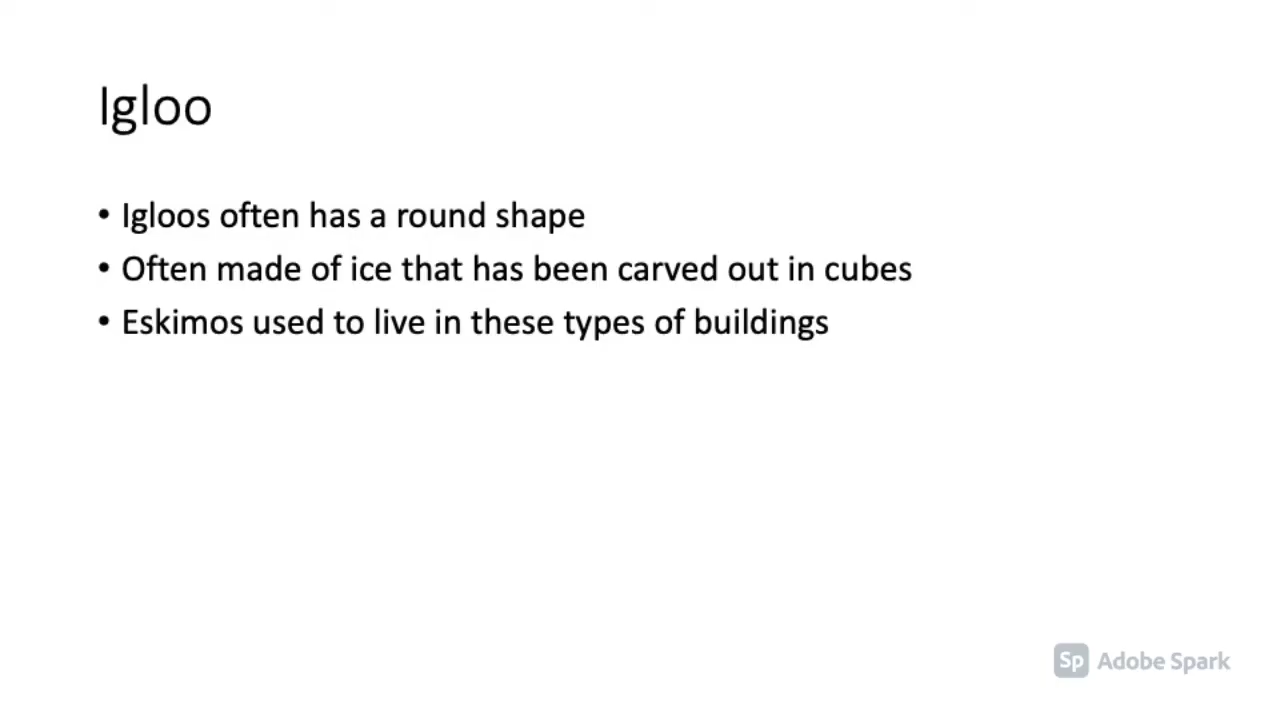 Igloo
• Igloos often has a round shape
• Often made of ice that has been carved out in cubes
• Eskimos used to live in these types of buildings
Sp Adobe Spark